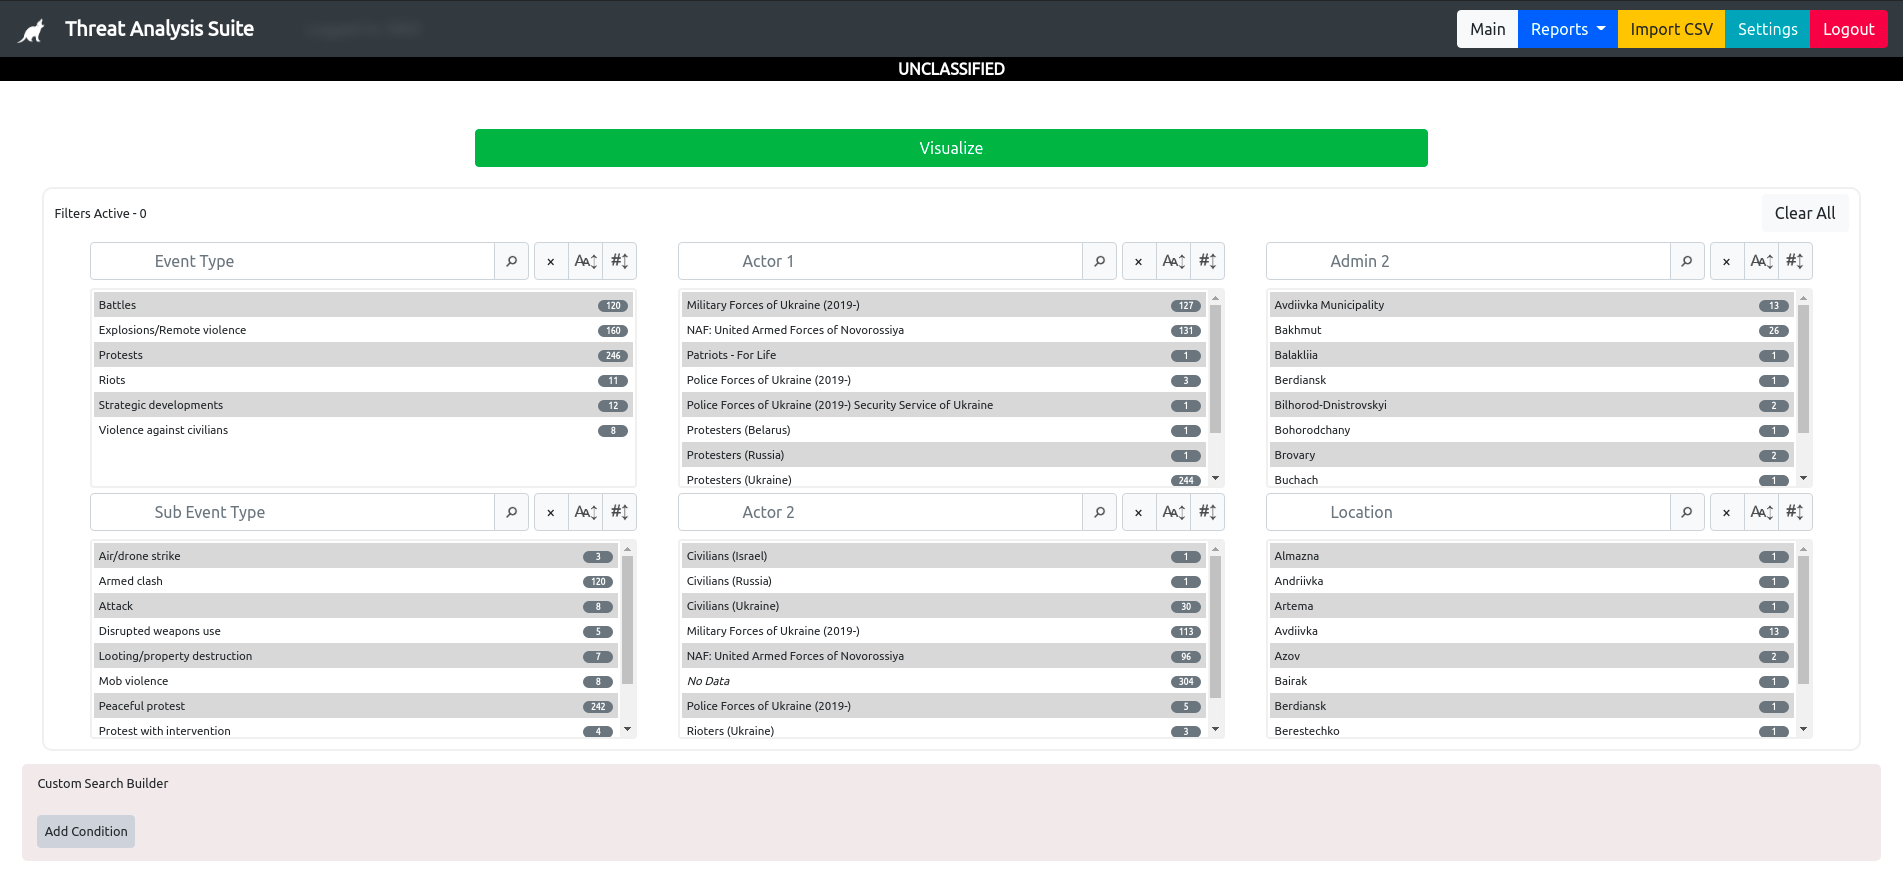 Threat Analysis Suite
Main
Reports
Import CSV
Settings
Logout
UNCLASSIFIED
Visualize
Filters Active - 0
Clear All
Event Type
Battles 120
Explosions/Remote violence 160
Protests 246
Riots 11
Strategic developments 12
Violence against civilians 8
Actor 1
Military Forces of Ukraine (2019-) 127
NAF: United Armed Forces of Novorossiya 131
Patriots - For Life 1
Police Forces of Ukraine (2019-) 3
Police Forces of Ukraine (2019-) Security Service of Ukraine 1
Protesters (Belarus) 1
Protesters (Russia) 1
Protesters (Ukraine) 244
Admin 2
Avdiivka Municipality 13
Bakhmut 26
Balakliia 1
Berdiansk 1
Bilhorod-Dnistrovskyi 2
Bohorodchany 1
Brovary 2
Buchach 1
Sub Event Type
Air/drone strike 3
Armed clash 120
Attack 8
Disrupted weapons use 5
Looting/property destruction 7
Mob violence 8
Peaceful protest 242
Protest with intervention 4
Actor 2
Civilians (Israel) 1
Civilians (Russia) 1
Civilians (Ukraine) 30
Military Forces of Ukraine (2019-) 113
NAF: United Armed Forces of Novorossiya 96
No Data 304
Police Forces of Ukraine (2019-) 5
Rioters (Ukraine) 3
Location
Almazna 1
Andriivka 1
Artema 1
Avdiivka 13
Azov 2
Bairak 1
Berdiansk 1
Berestechko 1
Custom Search Builder
Add Condition